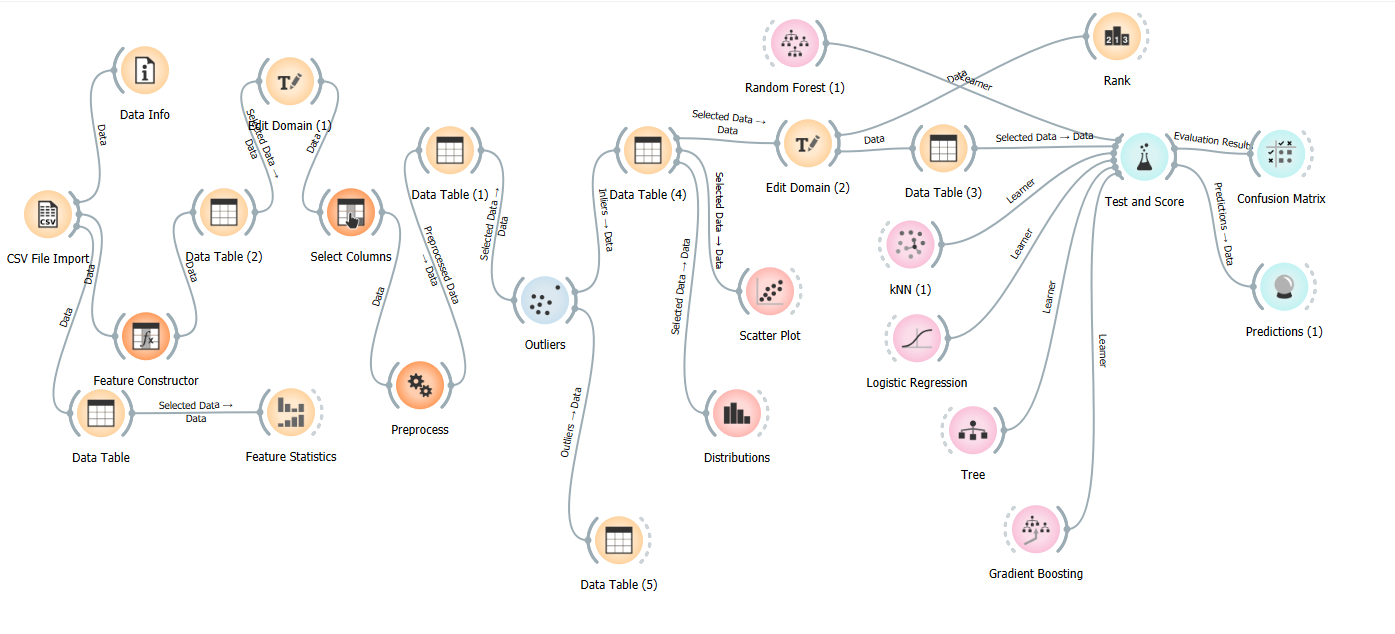 Random Forest (1)
Rank
Data
Learner
Data Info
Edit Domain (1)
Selected Data →
Data
Data
Data
Selected Data →
Data
Data
Selected Data → Data
Evaluation Result
Data Table (1)
Data Table (4)
Edit Domain (2)
Data Table (3)
Test and Score
Confusion Matrix
CSV File Import
Data Table (2)
Select Columns
Data
Data
Data
Data
Preprocessed Data
→ Data
Selected Data →
Data
Inliers → Data
Selected Data → Data
Selected Data → Data
Learner
Learner
Learner
Learner
Predictions → Data
kNN (1)
Outliers
Scatter Plot
Predictions (1)
Feature Constructor
Logistic Regression
Selected Data →
Data
Data Table
Feature Statistics
Preprocess
Outliers → Data
Distributions
Tree
Data Table (5)
Gradient Boosting
CSV
1 2 3